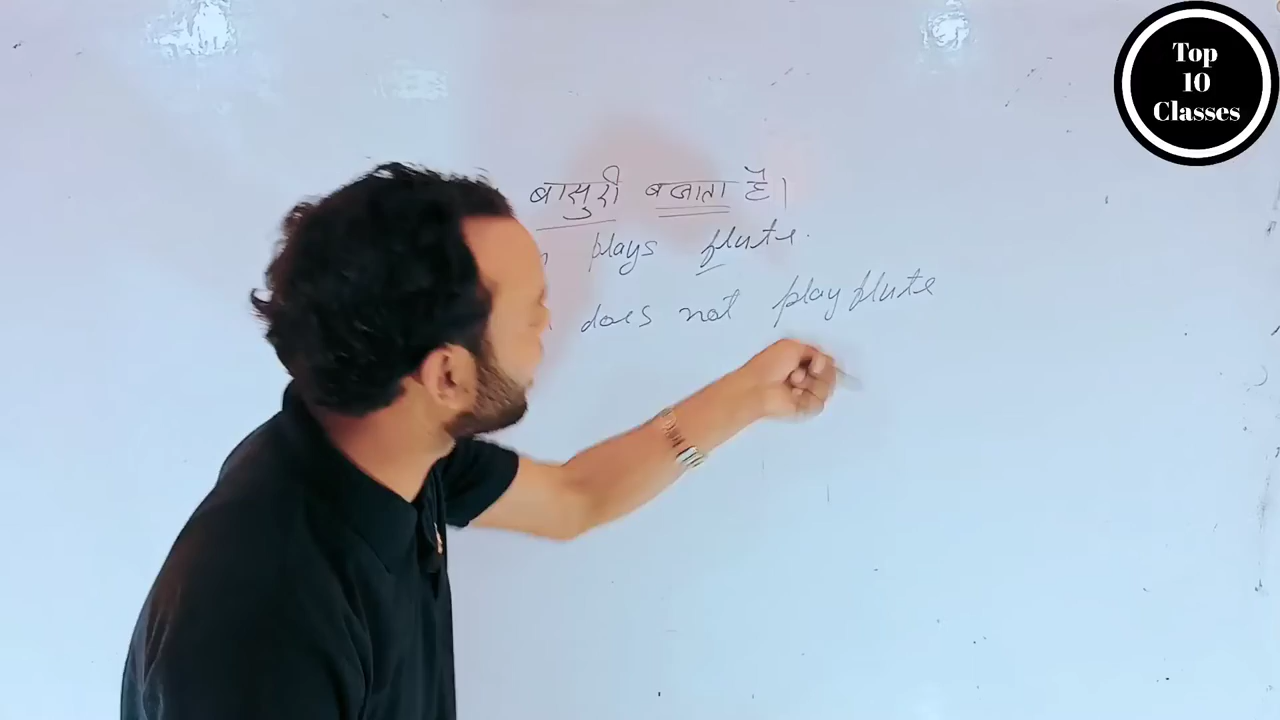 बासुरी बजाता है।
plays flute.
does not play flute
Top
10
Classes